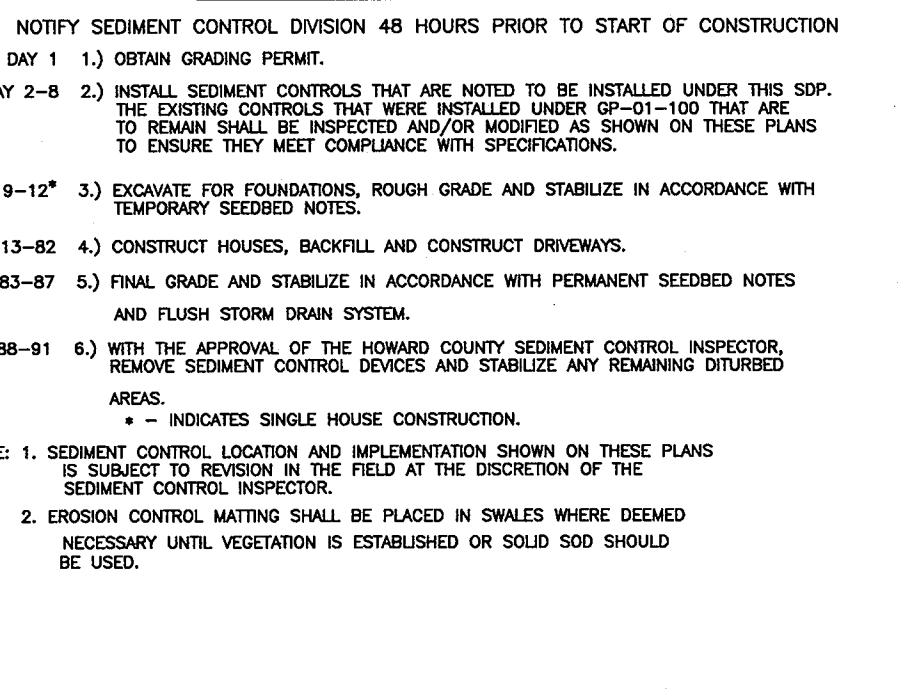 NOTIFY SEDIMENT CONTROL DIVISION 48 HOURS PRIOR TO START OF CONSTRUCTION
DAY 1 1.) OBTAIN GRADING PERMIT.
AY 2-8 2.) INSTALL SEDIMENT CONTROLS THAT ARE NOTED TO BE INSTALLED UNDER THIS SDP.
THE EXISTING CONTROLS THAT WERE INSTALLED UNDER GP-01-100 THAT ARE
TO REMAIN SHALL BE INSPECTED AND/OR MODIFIED AS SHOWN ON THESE PLANS
TO ENSURE THEY MEET COMPLIANCE WITH SPECIFICATIONS.
9-12* 3.) EXCAVATE FOR FOUNDATIONS, ROUGH GRADE AND STABILIZE IN ACCORDANCE WITH
TEMPORARY SEEDBED NOTES.
13-82 4.) CONSTRUCT HOUSES, BACKFILL AND CONSTRUCT DRIVEWAYS.
83-87 5.) FINAL GRADE AND STABILIZE IN ACCORDANCE WITH PERMANENT SEEDBED NOTES
AND FLUSH STORM DRAIN SYSTEM.
88-91 6.) WITH THE APPROVAL OF THE HOWARD COUNTY SEDIMENT CONTROL INSPECTOR,
REMOVE SEDIMENT CONTROL DEVICES AND STABILIZE ANY REMAINING DITURBED
AREAS.
* - INDICATES SINGLE HOUSE CONSTRUCTION.
E: 1. SEDIMENT CONTROL LOCATION AND IMPLEMENTATION SHOWN ON THESE PLANS
IS SUBJECT TO REVISION IN THE FIELD AT THE DISCRETION OF THE
SEDIMENT CONTROL INSPECTOR.
2. EROSION CONTROL MATTING SHALL BE PLACED IN SWALES WHERE DEEMED
NECESSARY UNTIL VEGETATION IS ESTABLISHED OR SOLID SOD SHOULD
BE USED.